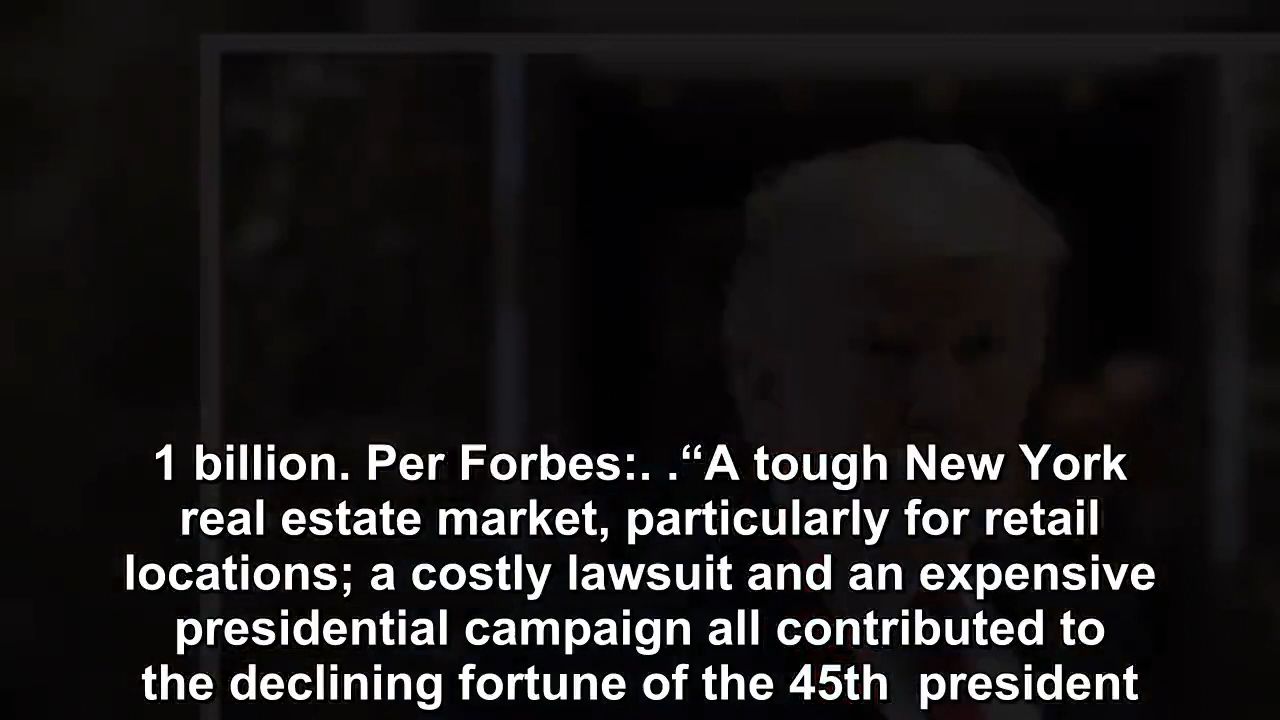 1 billion. Per Forbes:. .“A tough New York
real estate market, particularly for retail
locations; a costly lawsuit and an expensive
presidential campaign all contributed to
the declining fortune of the 45th  president